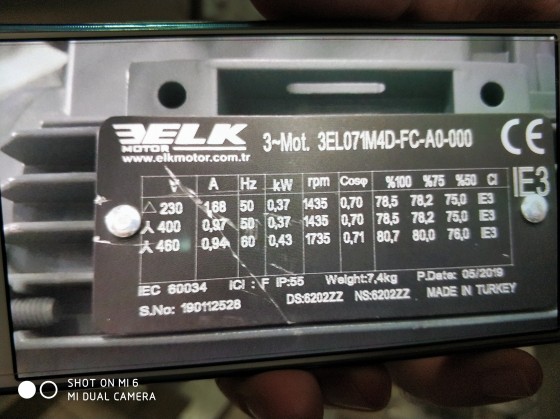 ELK
MOTOR
www.elkmotor.com.tr
3~Mot. 3EL071M4D-FC-A0-000
CE
IE3
V A Hz kW rpm Cosφ %100 %75 %50 Cl
△ 230 1,68 50 0,37 1435 0,70 78,5 78,2 75,0 IE3
⅄ 400 0,97 50 0,37 1435 0,70 78,5 78,2 75,0 IE3
⅄ 460 0,94 60 0,43 1735 0,71 80,7 80,0 76,0 IE3
IEC 60034 ICl : F IP:55 Weight:7,4kg P.Date: 05/2019
S.No: 190112528 DS:6202ZZ NS:6202ZZ MADE IN TURKEY
SHOT ON MI 6
MI DUAL CAMERA